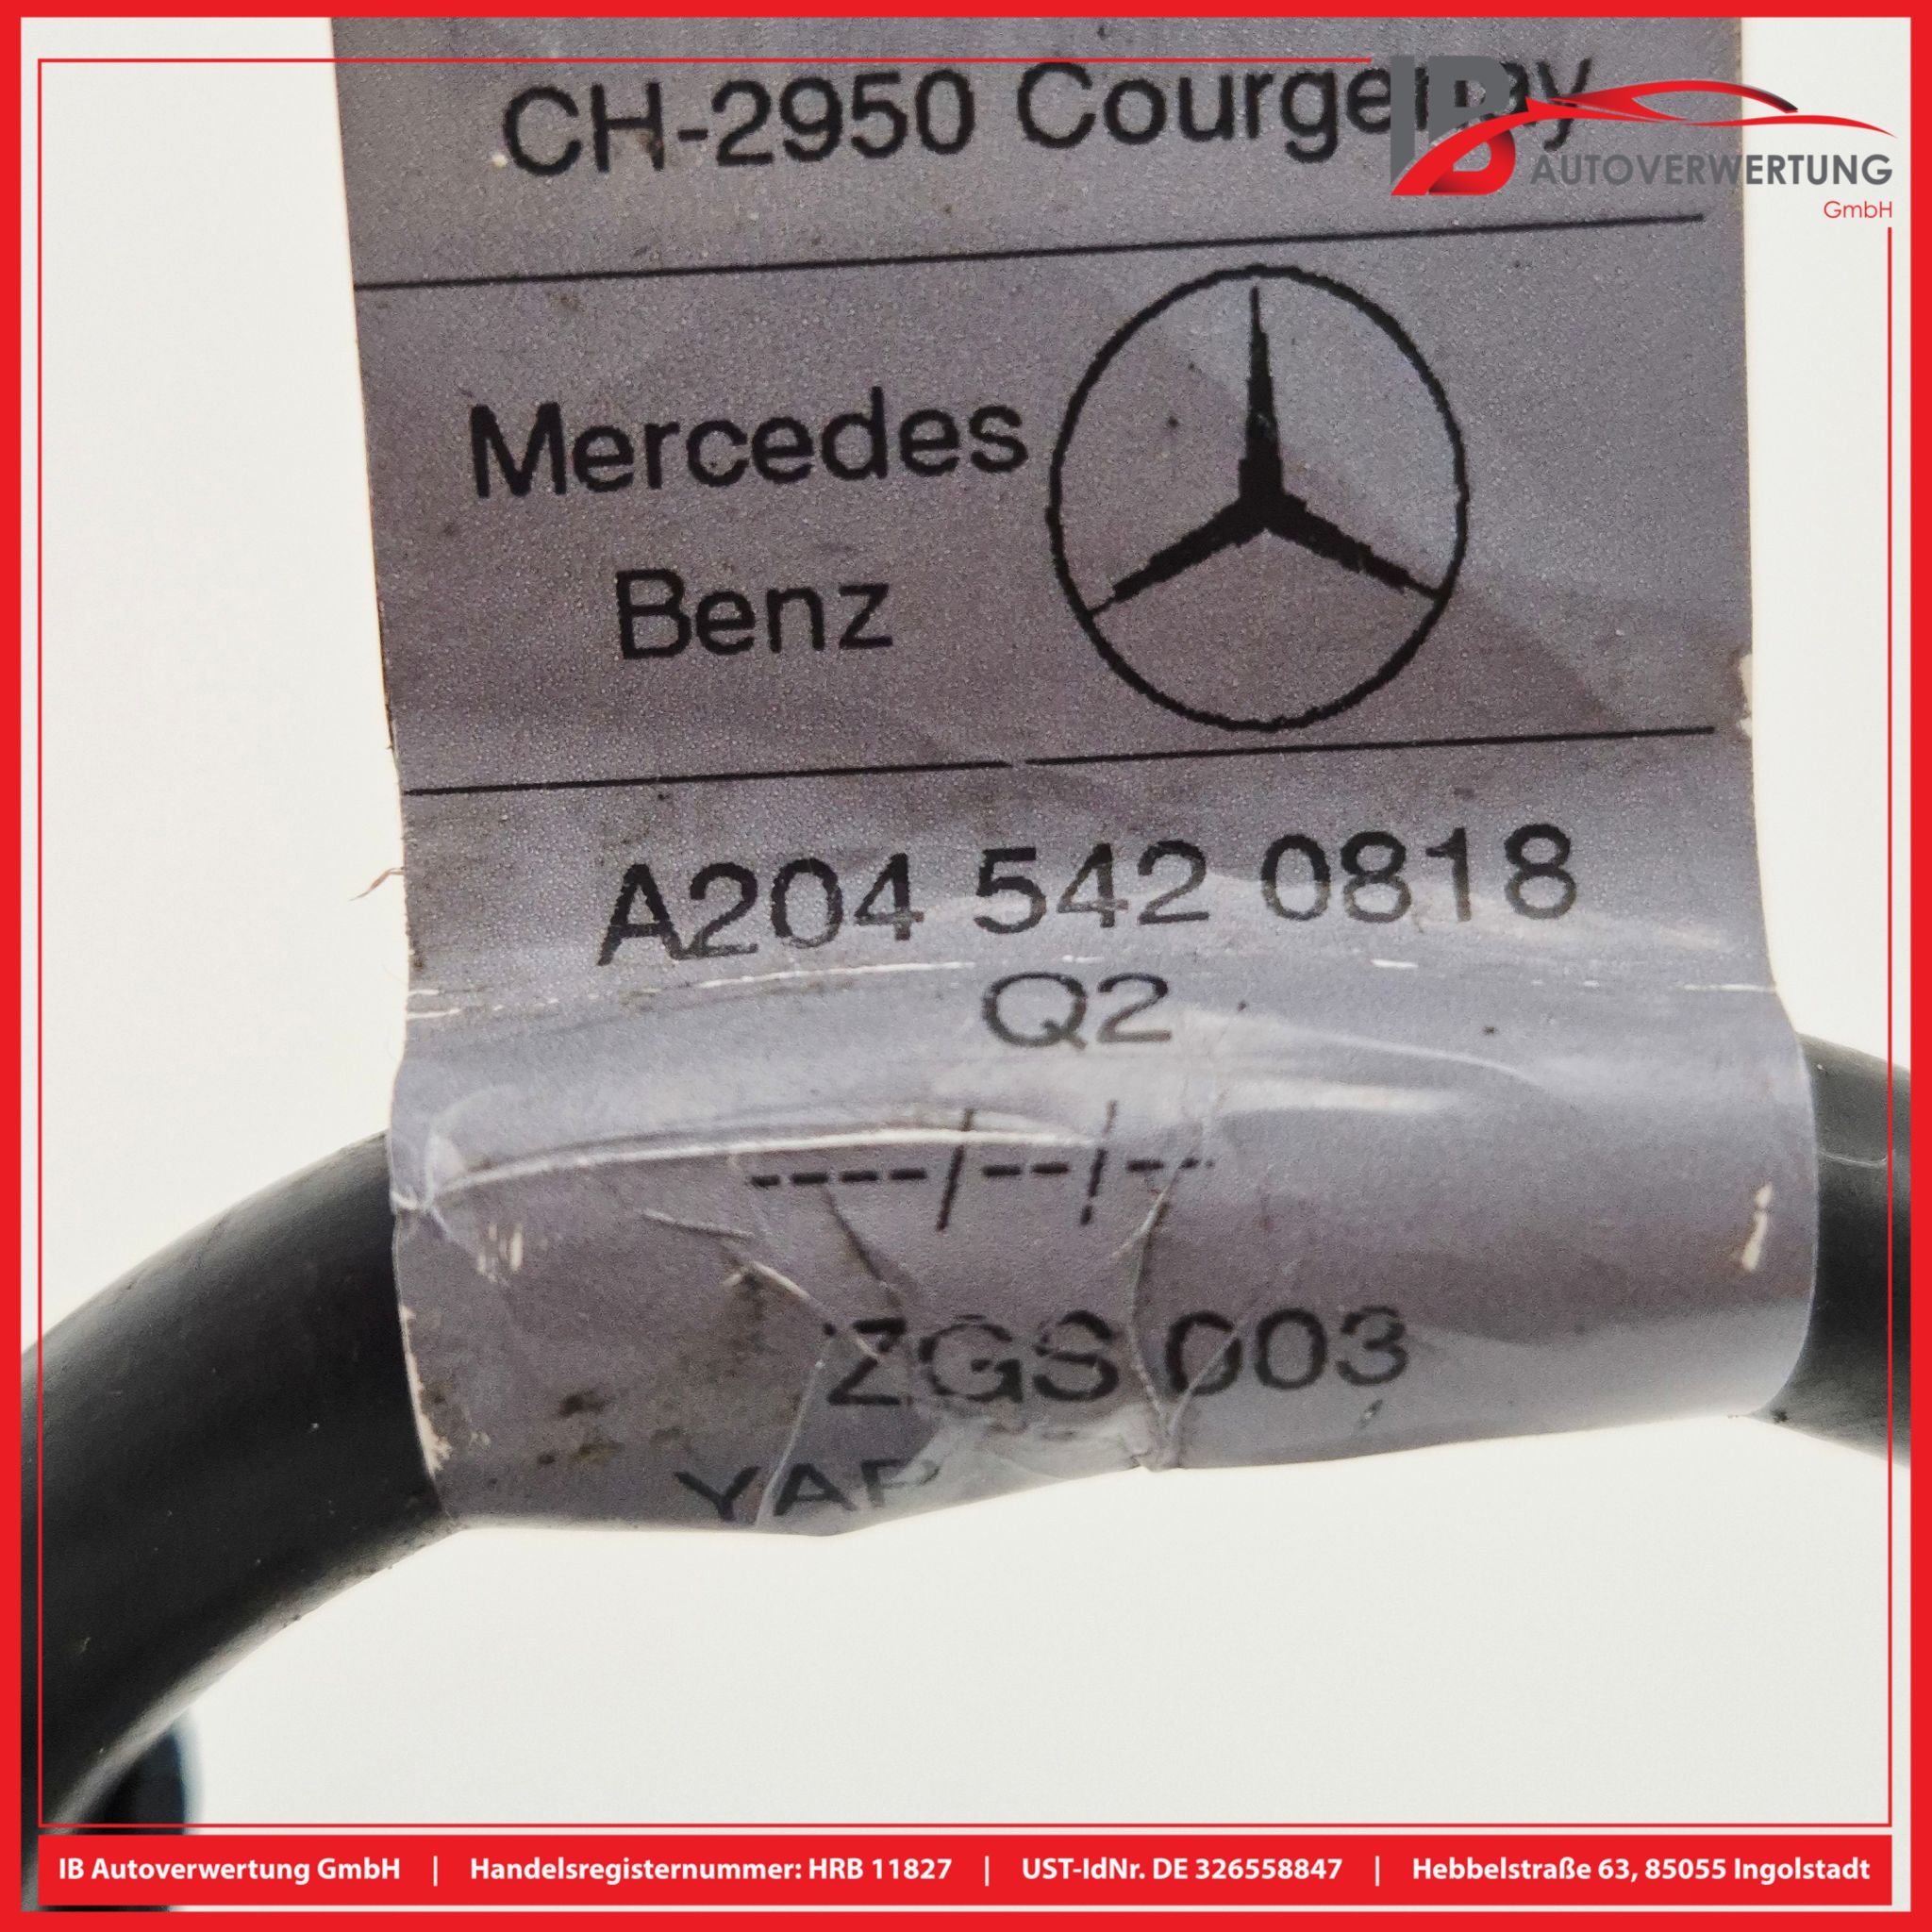 CH-2950 Courgenay
IB
AUTOVERWERTUNG
GmbH
Mercedes
Benz
A204 542 0818
Q2
----/--/--
ZGS 003
IB Autoverwertung GmbH | Handelsregisternummer: HRB 11827 | UST-IdNr. DE 326558847 | Hebbelstraße 63, 85055 Ingolstadt